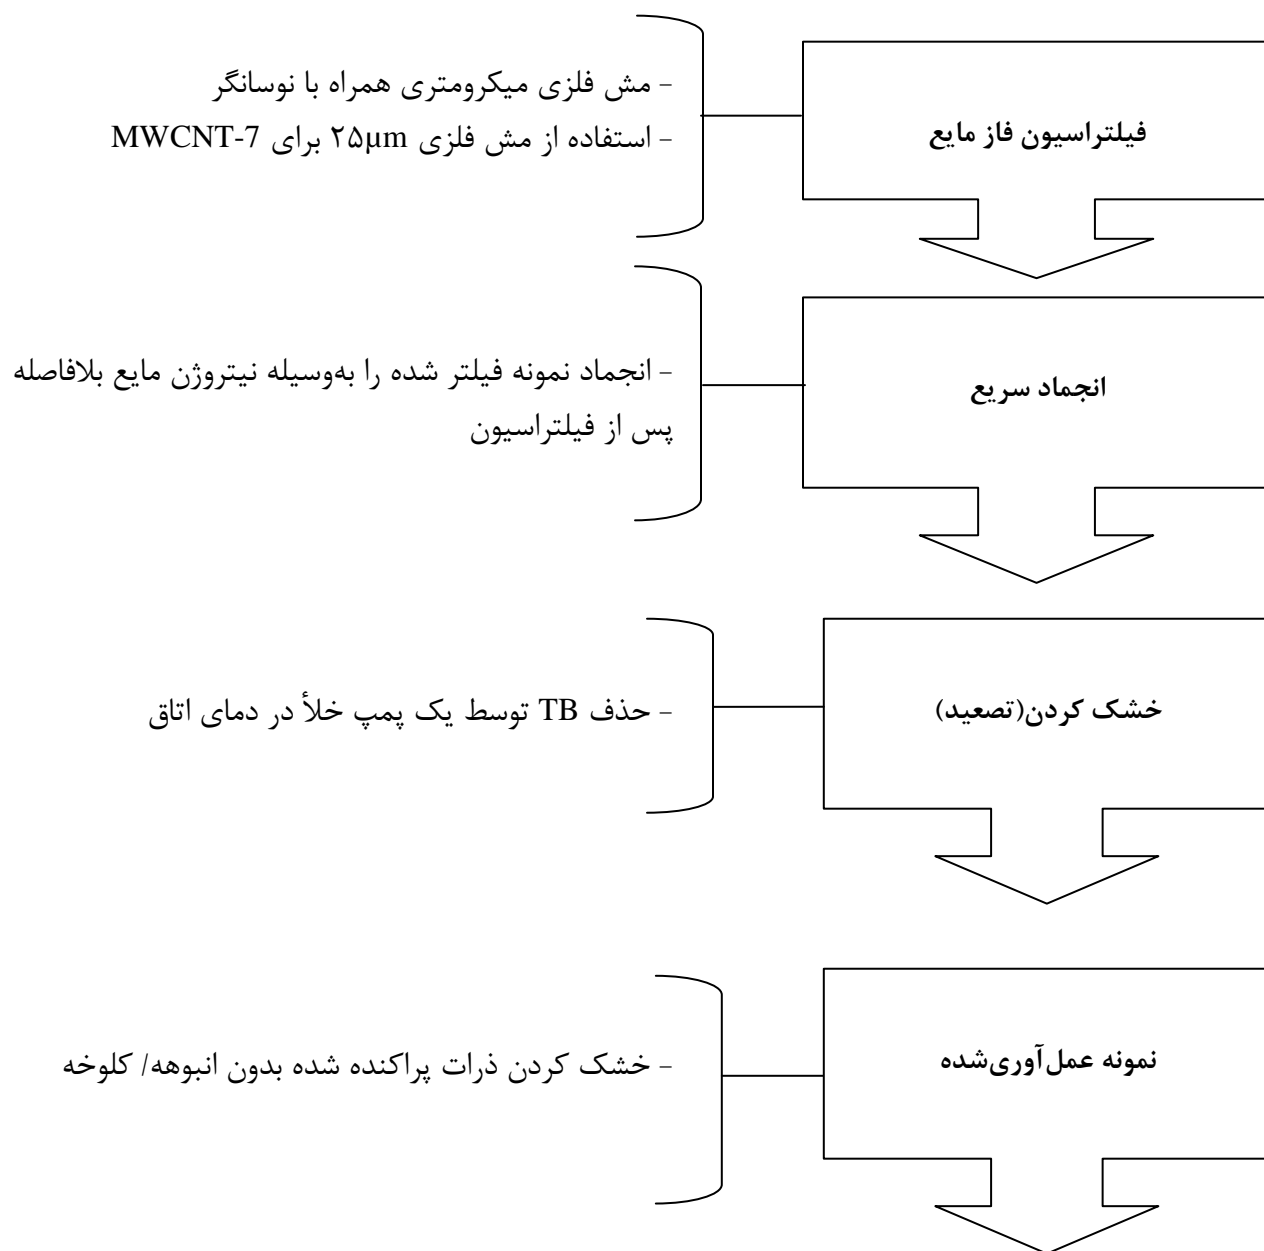 فیلتراسیون فاز مایع
- مش فلزی میکرومتری همراه با نوسانگر
- استفاده از مش فلزی ۲۵µm برای MWCNT-7
انجماد سریع
- انجماد نمونه فیلتر شده را به‌وسیله نیتروژن مایع بلافاصله
پس از فیلتراسیون
خشک کردن(تصعید)
- حذف TB توسط یک پمپ خلأ در دمای اتاق
نمونه عمل‌آوری‌شده
- خشک کردن ذرات پراکنده شده بدون انبوهه/ کلوخه